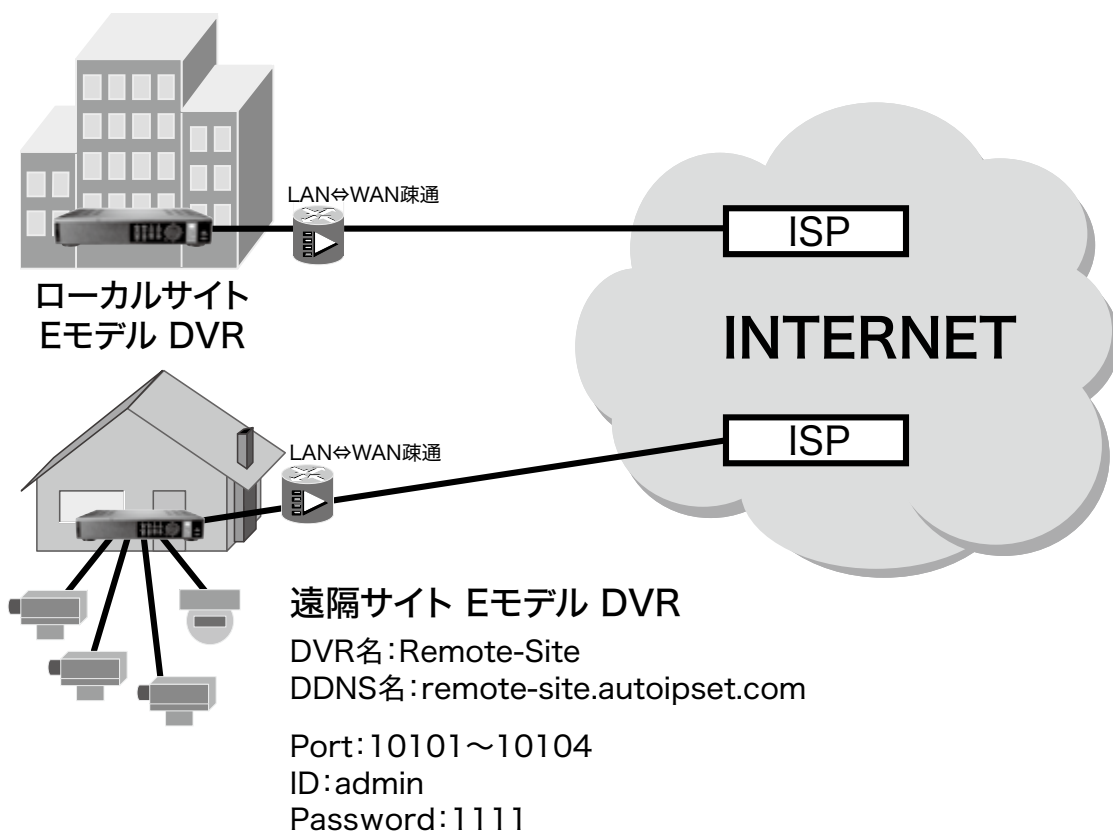 LAN⇔WAN疎通
ISP
ローカルサイト
Eモデル DVR
INTERNET
LAN⇔WAN疎通
ISP
遠隔サイト Eモデル DVR
DVR名：Remote-Site
DDNS名：remote-site.autoipset.com
Port：10101～10104
ID：admin
Password：1111